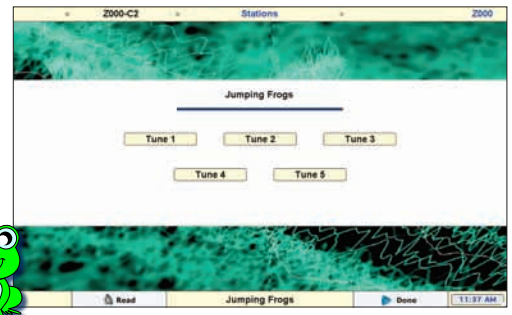 Z000-C2 Stations Z000
Jumping Frogs
Tune 1 Tune 2 Tune 3
Tune 4 Tune 5
Read Jumping Frogs Done 11:37 AM